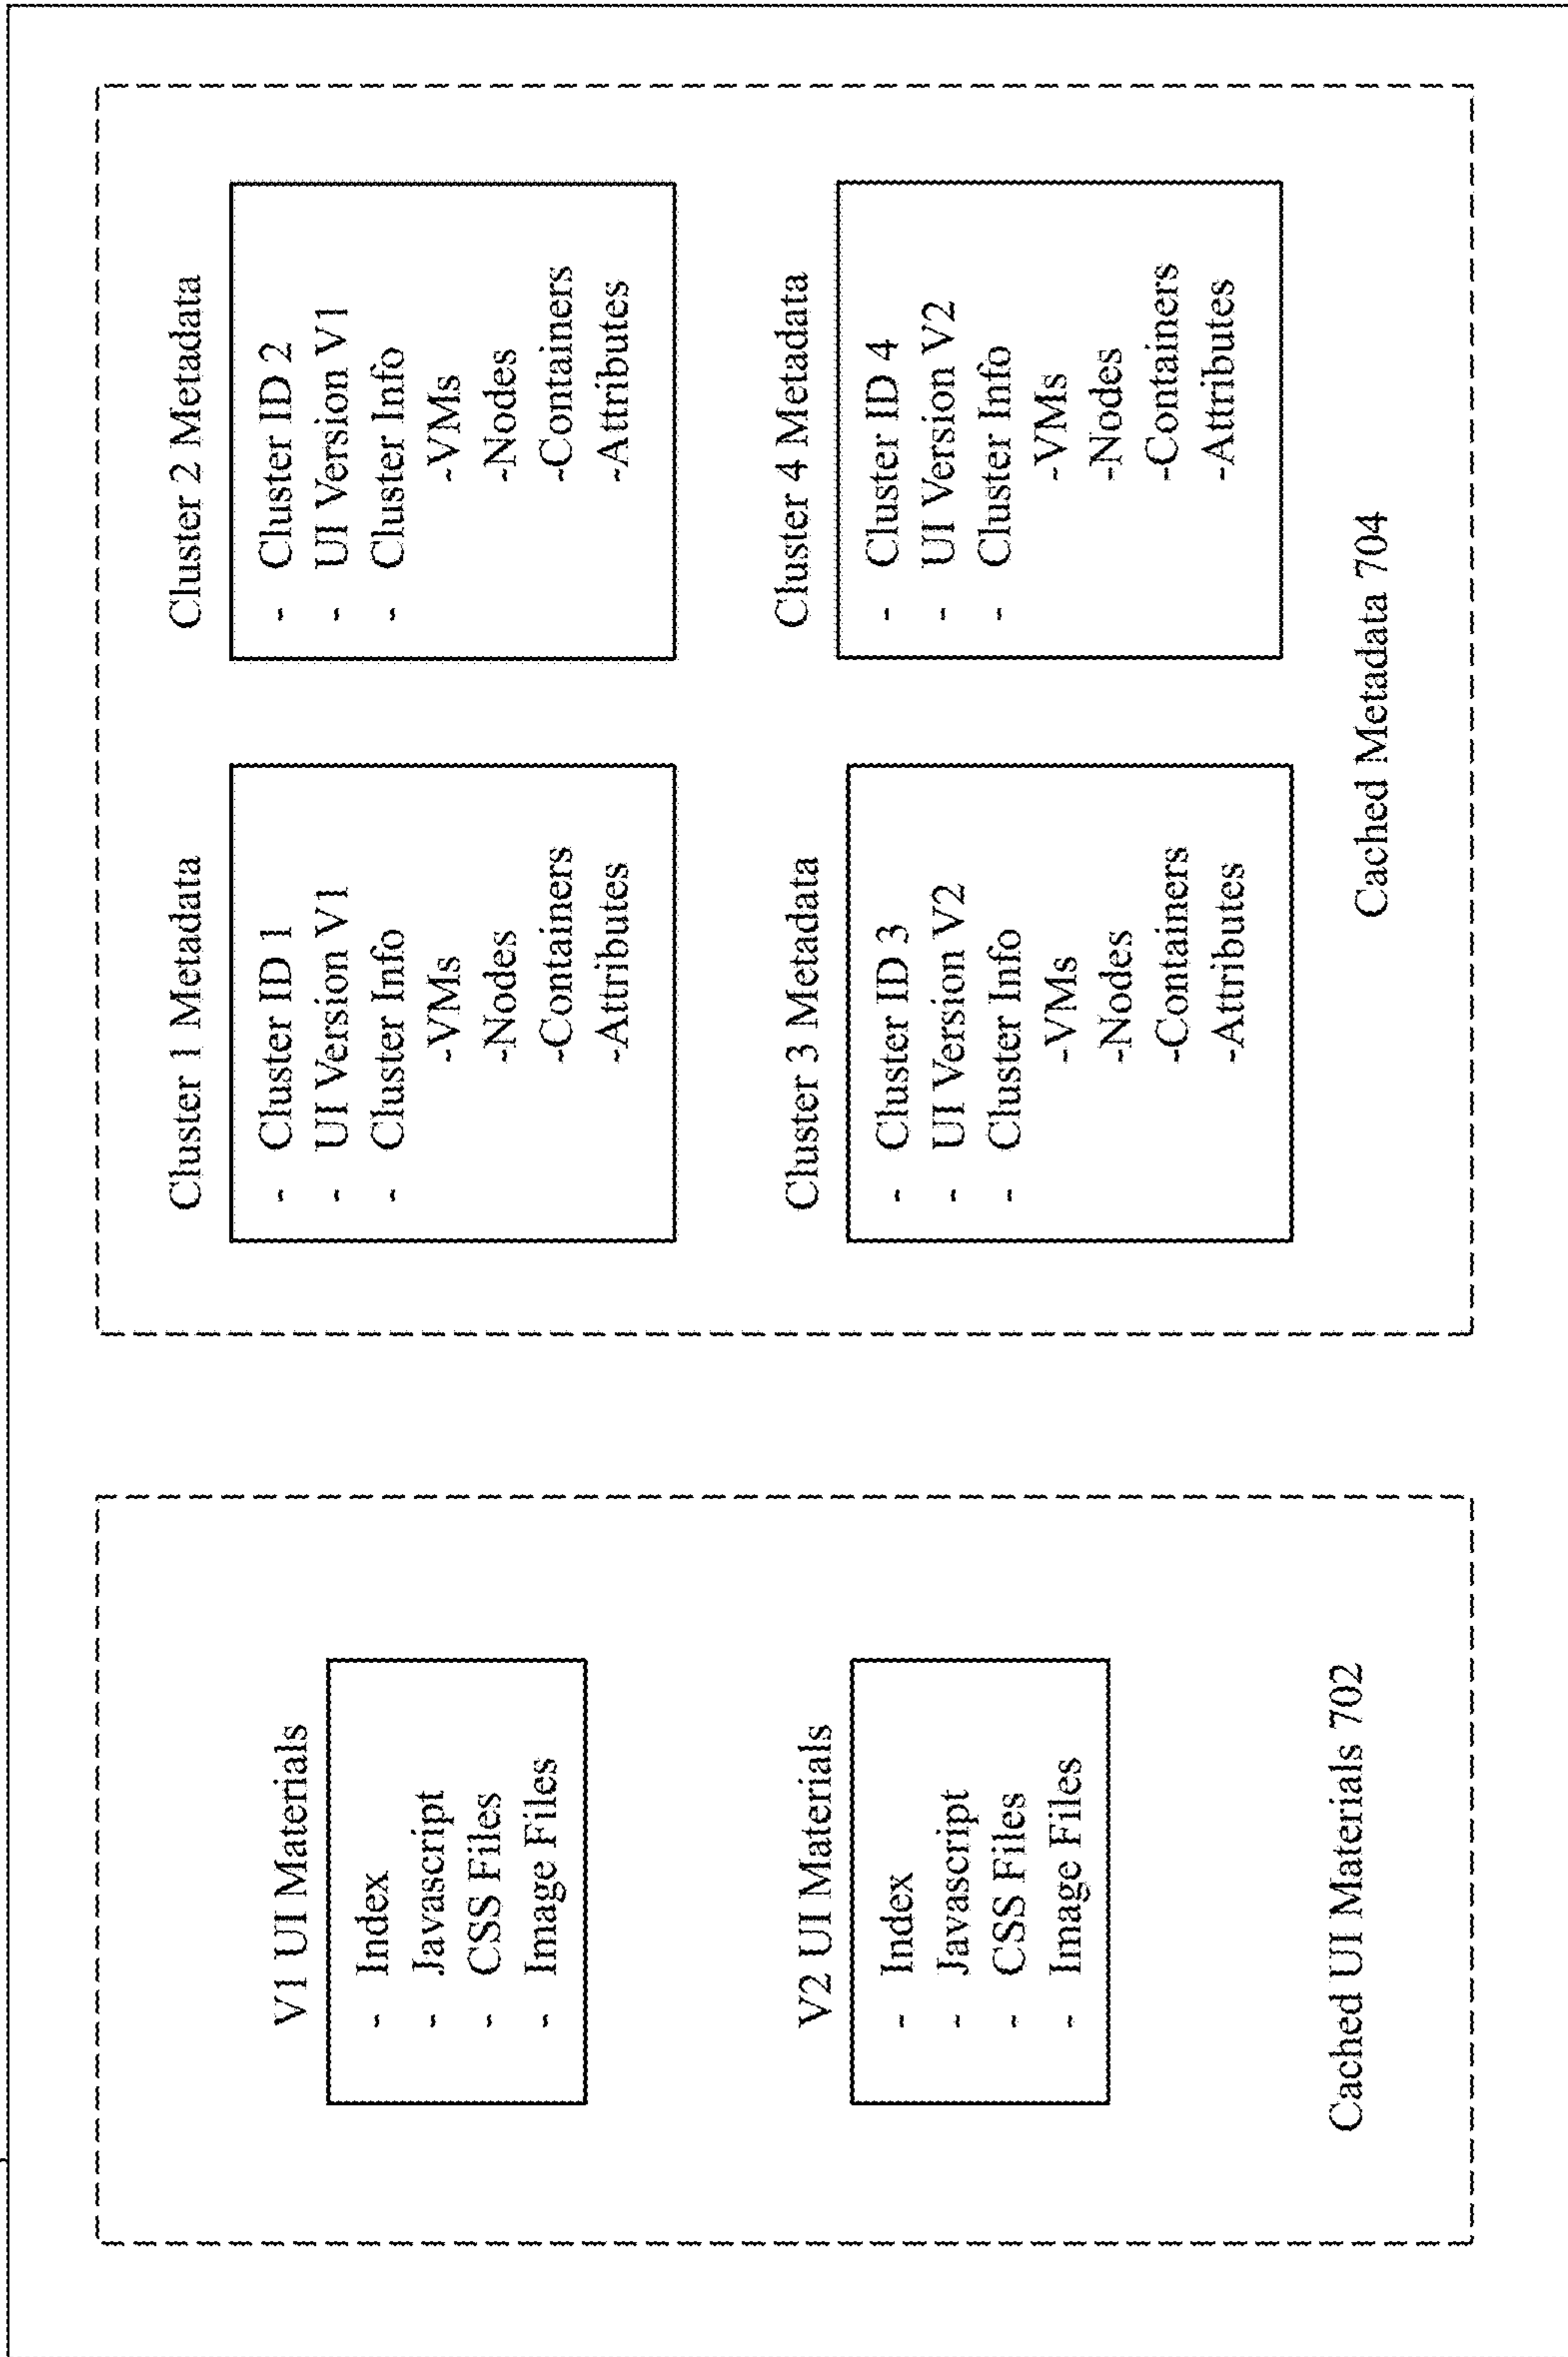 V1 UI Materials
- Index
- Javascript
- CSS Files
- Image Files
V2 UI Materials
- Index
- Javascript
- CSS Files
- Image Files
Cached UI Materials 702
Cluster 1 Metadata
- Cluster ID 1
- UI Version V1
- Cluster Info
-VMs
-Nodes
-Containers
-Attributes
Cluster 2 Metadata
- Cluster ID 2
- UI Version V1
- Cluster Info
-VMs
-Nodes
-Containers
-Attributes
Cluster 3 Metadata
- Cluster ID 3
- UI Version V2
- Cluster Info
-VMs
-Nodes
-Containers
-Attributes
Cluster 4 Metadata
- Cluster ID 4
- UI Version V2
- Cluster Info
-VMs
-Nodes
-Containers
-Attributes
Cached Metadata 704